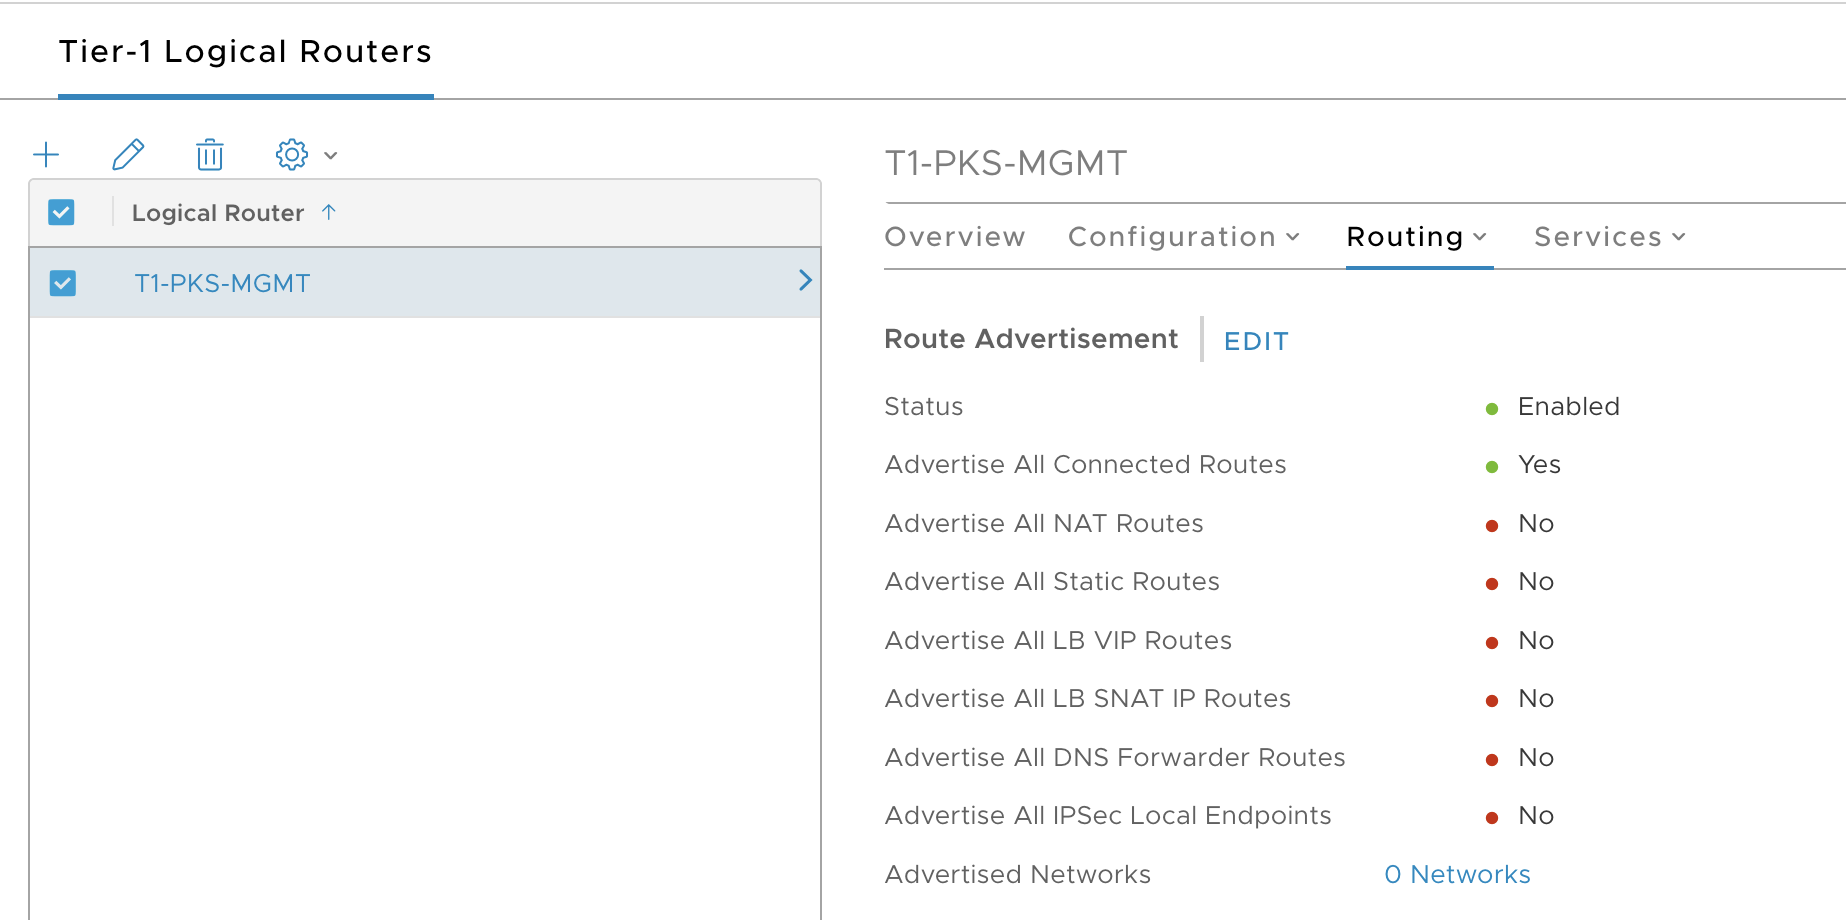 Tier-1 Logical Routers
Logical Router
T1-PKS-MGMT
T1-PKS-MGMT
Overview Configuration Routing Services
Route Advertisement EDIT
Status Enabled
Advertise All Connected Routes Yes
Advertise All NAT Routes No
Advertise All Static Routes No
Advertise All LB VIP Routes No
Advertise All LB SNAT IP Routes No
Advertise All DNS Forwarder Routes No
Advertise All IPSec Local Endpoints No
Advertised Networks 0 Networks